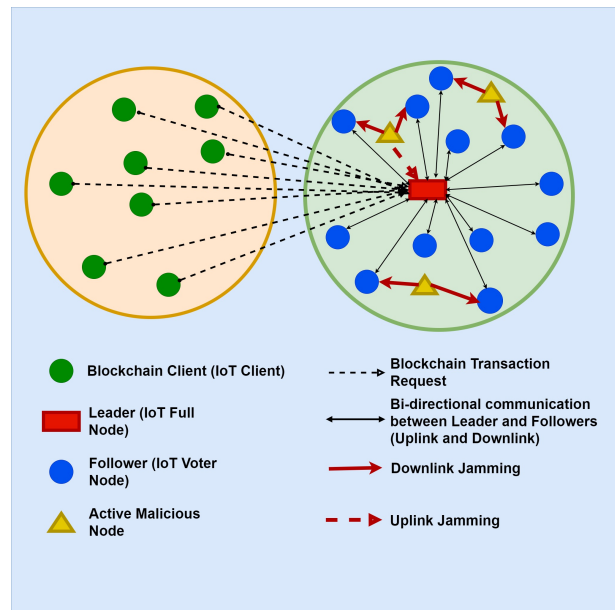 Blockchain Client (IoT Client)
Leader (IoT Full
Node)
Follower (IoT Voter
Node)
Active Malicious
Node
Blockchain Transaction
Request
Bi-directional communication
between Leader and Followers
(Uplink and Downlink)
Downlink Jamming
Uplink Jamming